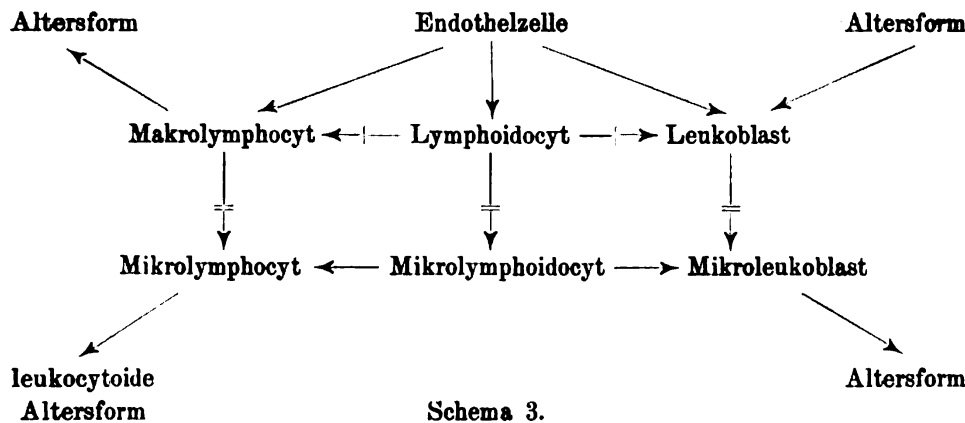 Altersform Endothelzelle Altersform
Makrolymphocyt Lymphoidocyt Leukoblast
Mikrolymphocyt Mikrolymphoidocyt Mikroleukoblast
leukocytoide Altersform
Altersform Schema 3.